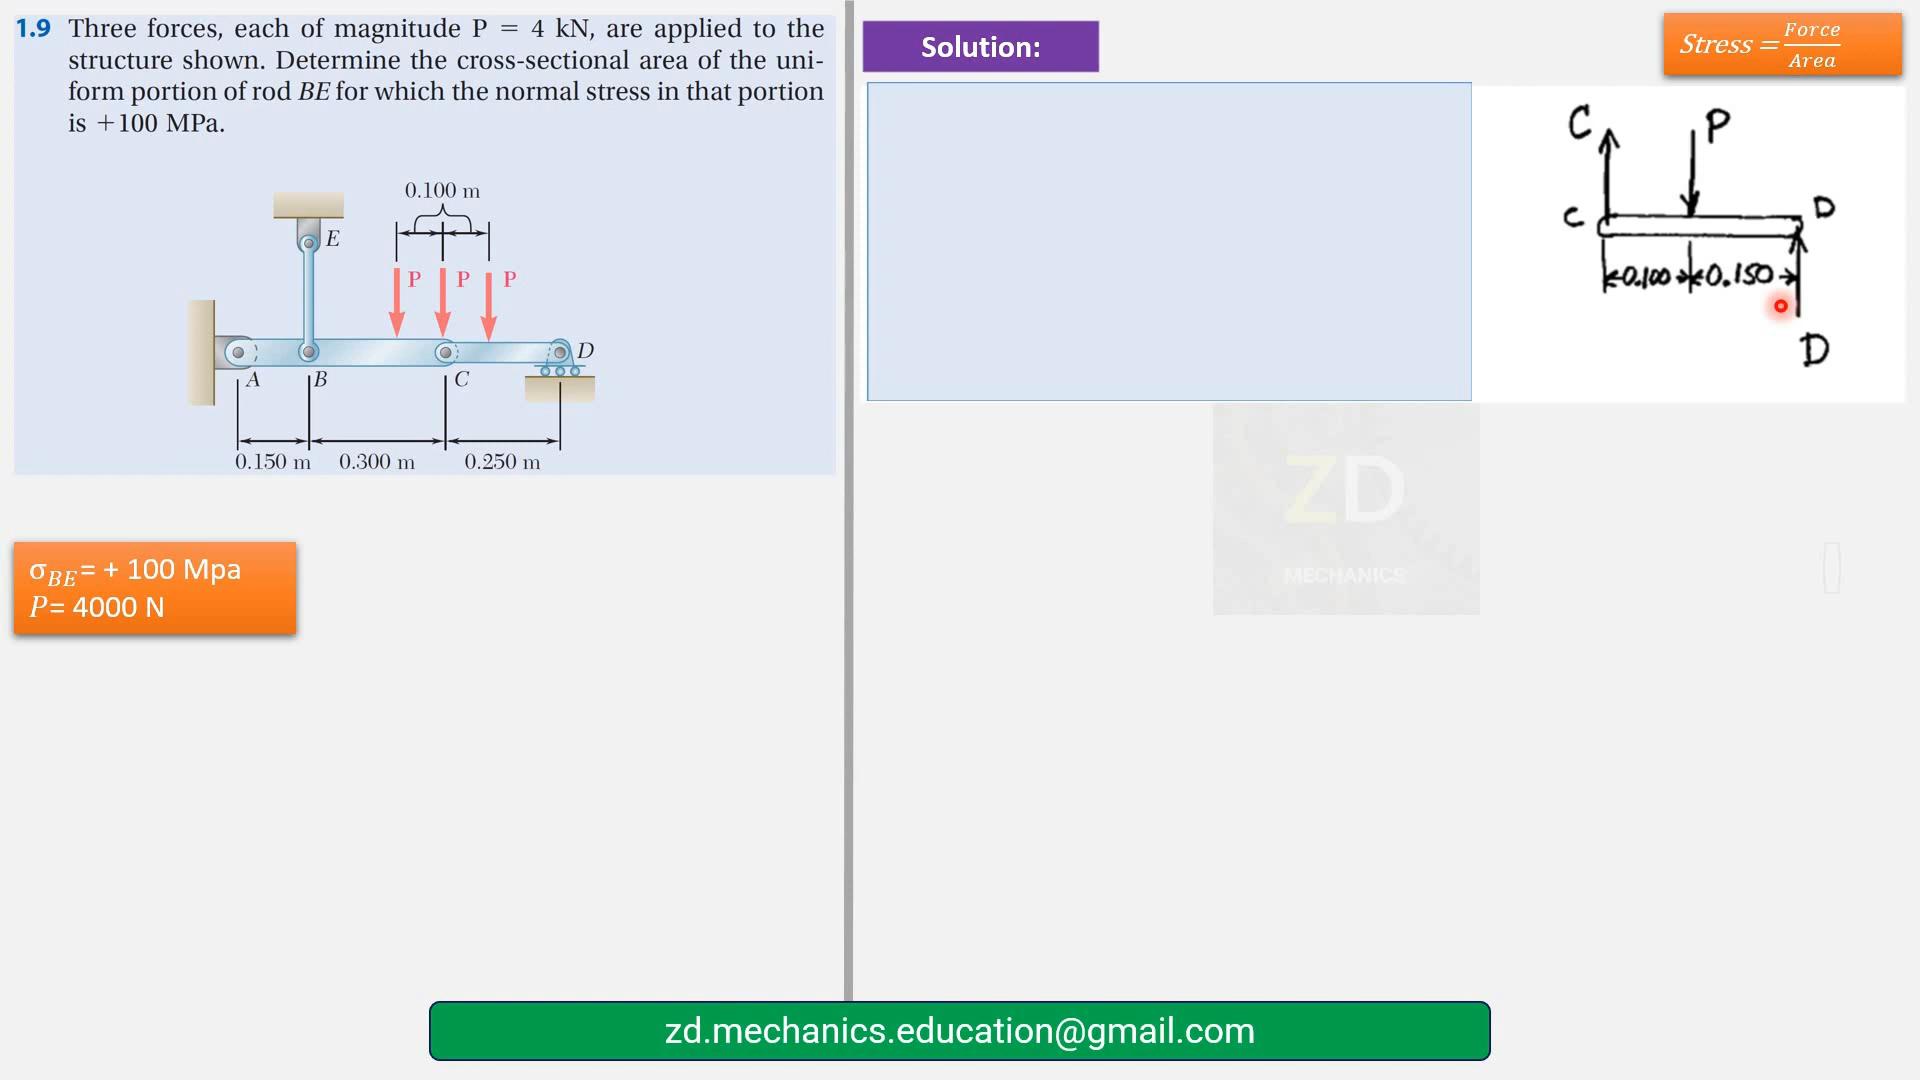 1.9 Three forces, each of magnitude P = 4 kN, are applied to the
structure shown. Determine the cross-sectional area of the uni-
form portion of rod BE for which the normal stress in that portion
is +100 MPa.
0.100 m
E
P P P
D
A B C
0.150 m 0.300 m 0.250 m
σBE= + 100 Mpa
P= 4000 N
Solution:
Stress = Force/Area
C P
C D
0.100 0.150
D
ZD
MECHANICS
zd.mechanics.education@gmail.com